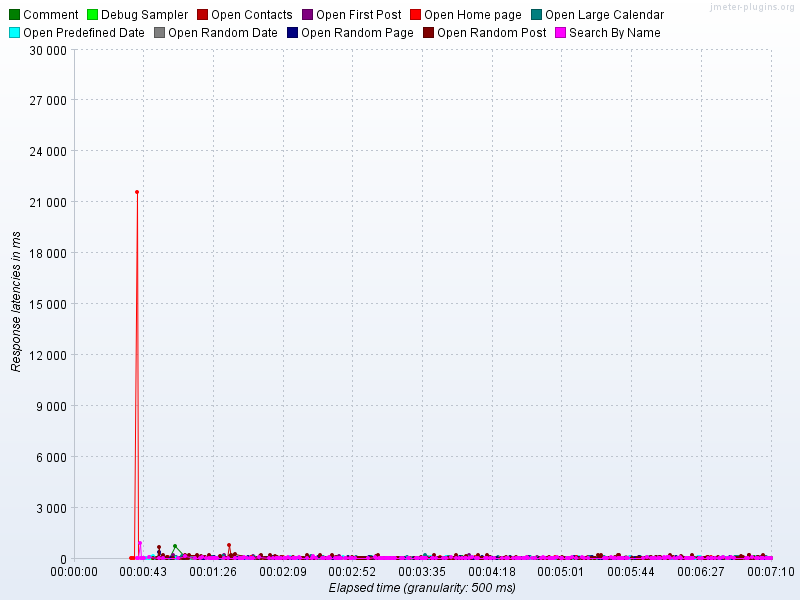 jmeter-plugins.org
Comment Debug Sampler Open Contacts Open First Post Open Home page Open Large Calendar
Open Predefined Date Open Random Date Open Random Page Open Random Post Search By Name
30 000
27 000
24 000
21 000
18 000
15 000
12 000
9 000
6 000
3 000
0
Response latencies in ms
00:00:00 00:00:43 00:01:26 00:02:09 00:02:52 00:03:35 00:04:18 00:05:01 00:05:44 00:06:27 00:07:10
Elapsed time (granularity: 500 ms)